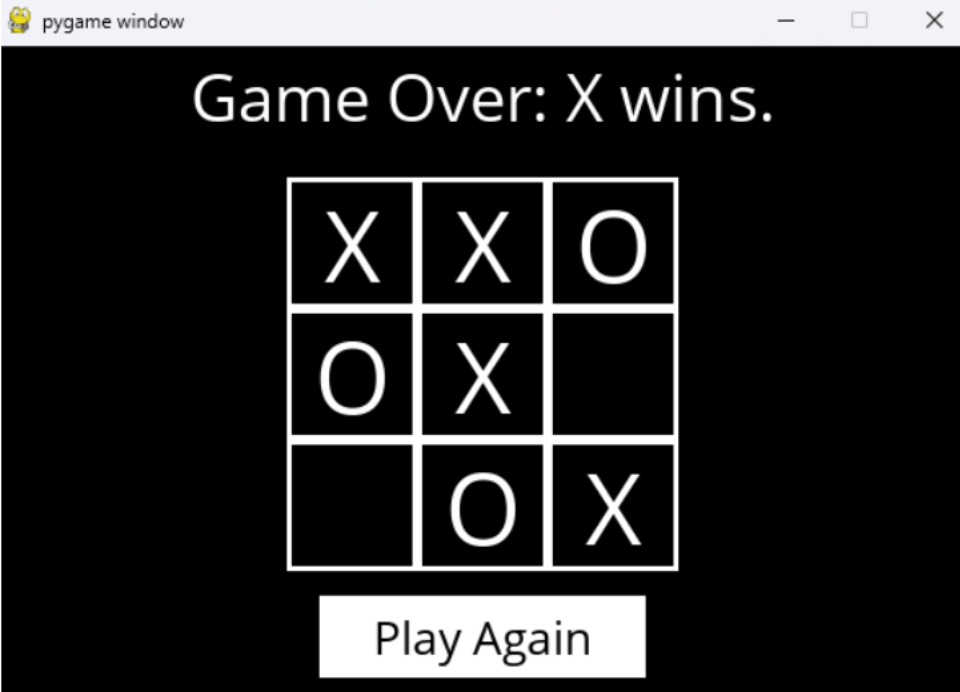 pygame window
Game Over: X wins.
X X O
O X
O X
Play Again